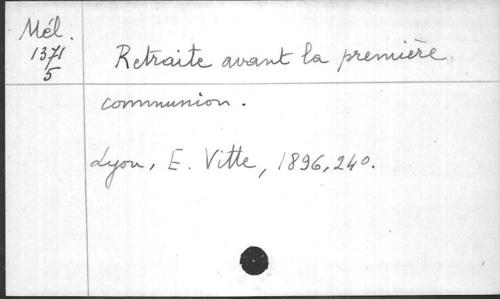 Mél.
1371
5
Retraite avant la première
communion.
Lyon, E. Vitte, 1896, 24°.